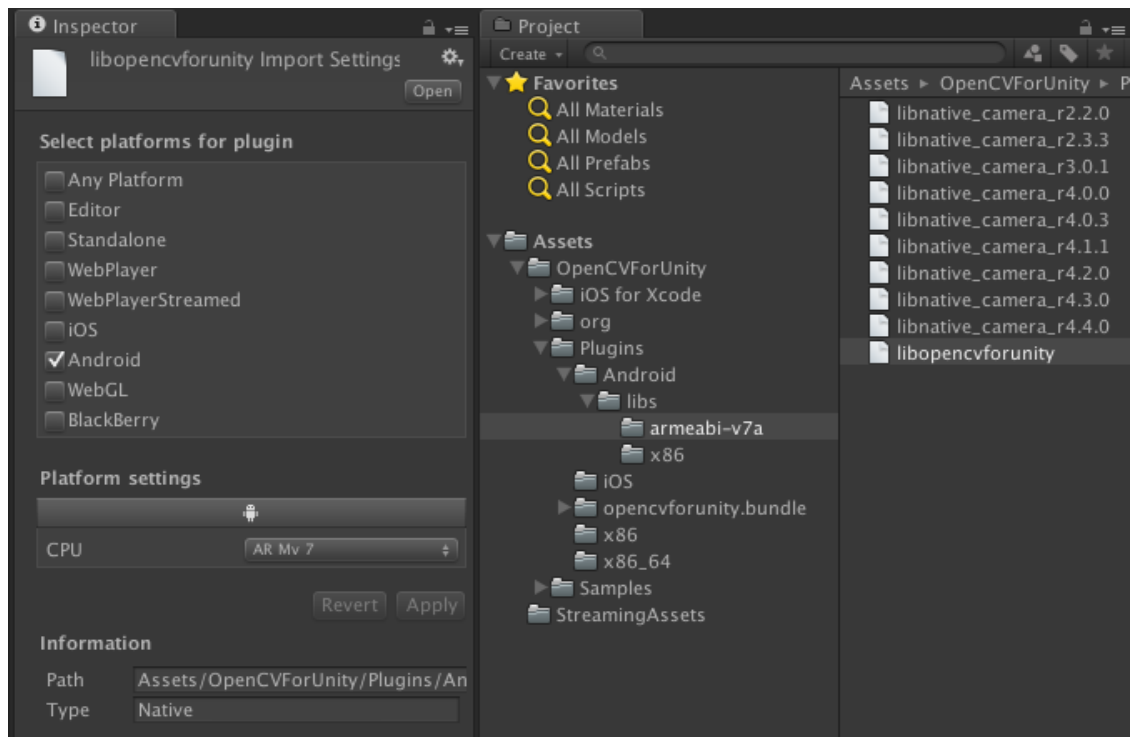 Inspector
libopencvforunity Import Settings
Open
Select platforms for plugin
Any Platform
Editor
Standalone
WebPlayer
WebPlayerStreamed
iOS
Android
WebGL
BlackBerry
Platform settings
CPU
AR Mv 7
Revert
Apply
Information
Path
Assets/OpenCVForUnity/Plugins/An
Type
Native
Project
Create
Favorites
All Materials
All Models
All Prefabs
All Scripts
Assets
OpenCVForUnity
iOS for Xcode
org
Plugins
Android
libs
armeabi-v7a
x86
iOS
opencvforunity.bundle
x86
x86_64
Samples
StreamingAssets
Assets ▸ OpenCVForUnity ▸ P
libnative_camera_r2.2.0
libnative_camera_r2.3.3
libnative_camera_r3.0.1
libnative_camera_r4.0.0
libnative_camera_r4.0.3
libnative_camera_r4.1.1
libnative_camera_r4.2.0
libnative_camera_r4.3.0
libnative_camera_r4.4.0
libopencvforunity